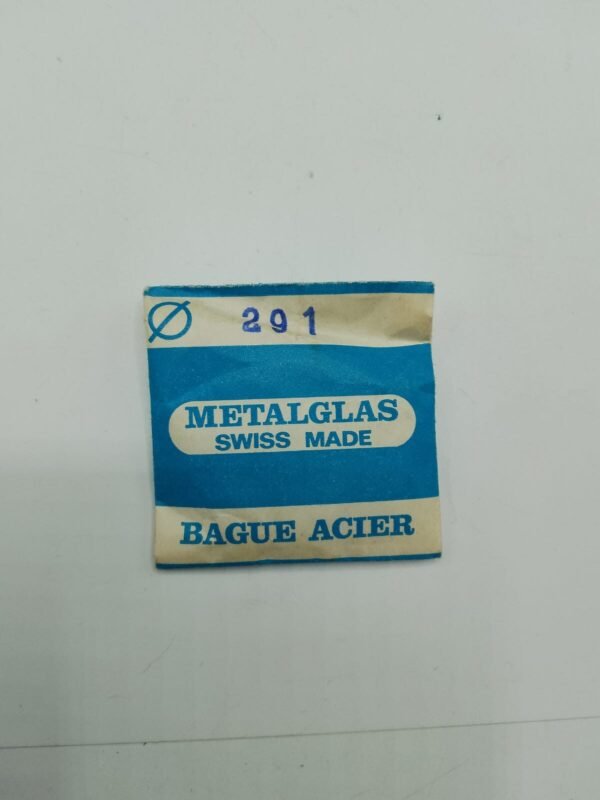 Ø 291
METALGLAS
SWISS MADE
BAGUE ACIER